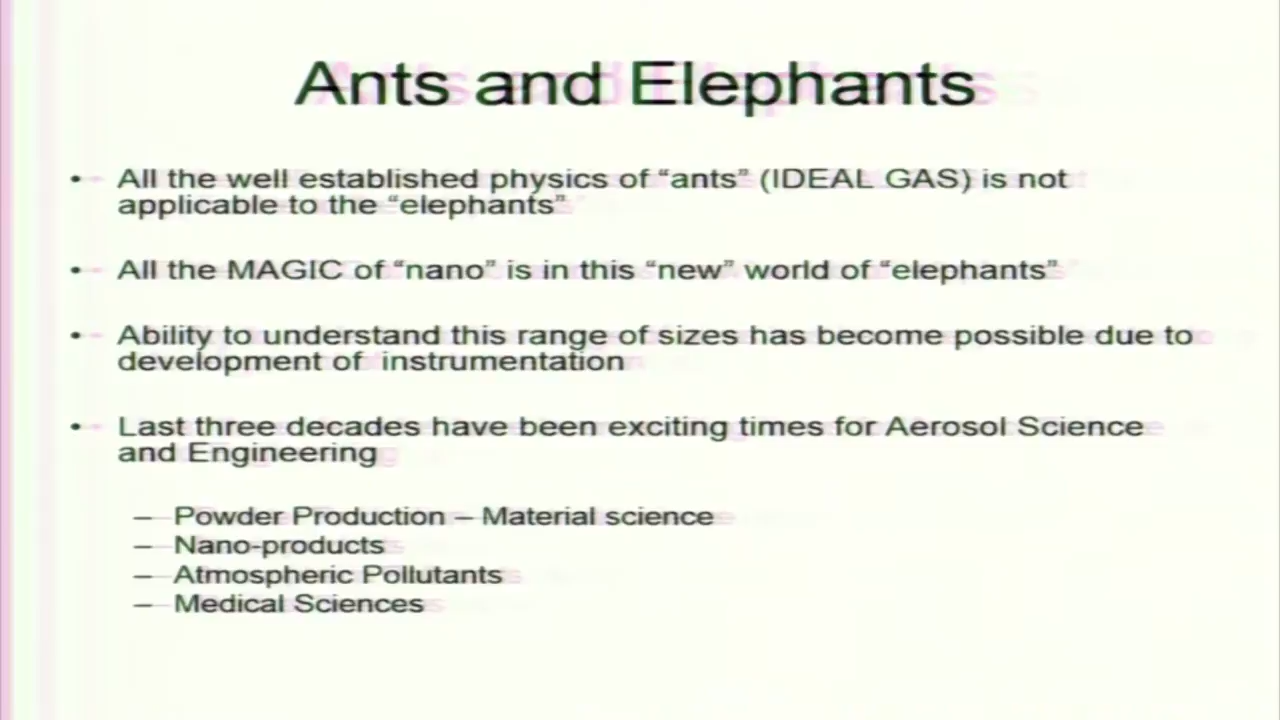 Ants and Elephants
• All the well established physics of “ants” (IDEAL GAS) is not
applicable to the “elephants”
• All the MAGIC of “nano” is in this “new” world of “elephants”
• Ability to understand this range of sizes has become possible due to
development of instrumentation
• Last three decades have been exciting times for Aerosol Science
and Engineering
– Powder Production – Material science
– Nano-products
– Atmospheric Pollutants
– Medical Sciences